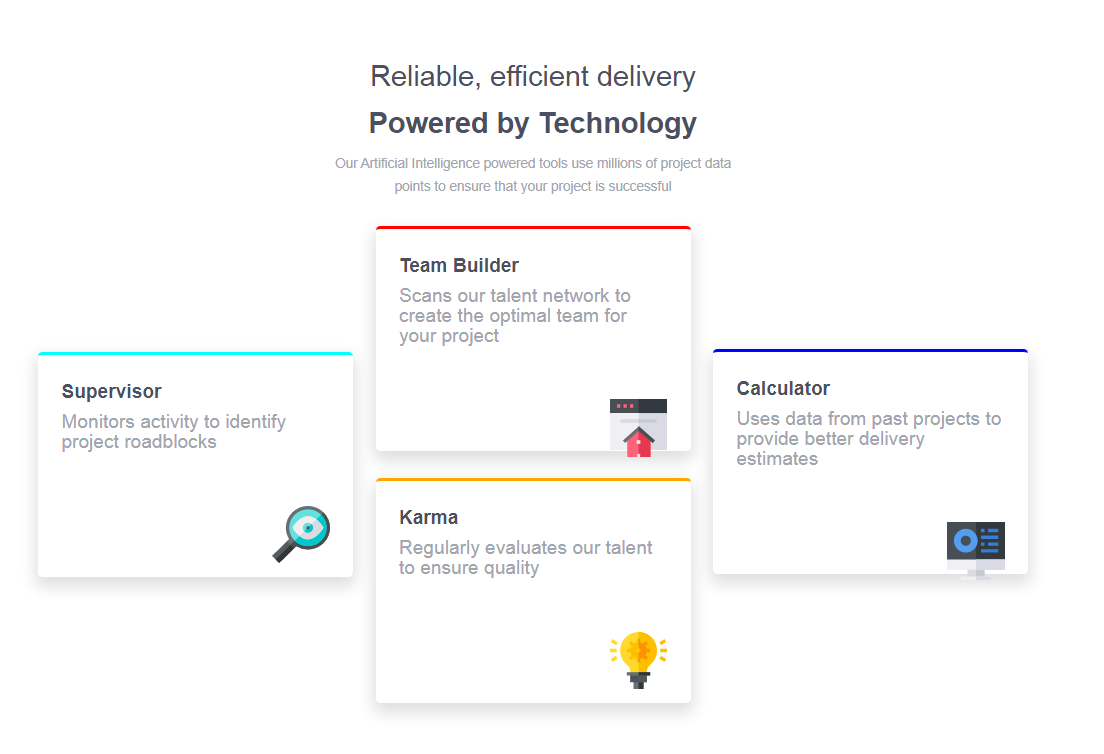 Reliable, efficient delivery
Powered by Technology
Our Artificial Intelligence powered tools use millions of project data
points to ensure that your project is successful
Team Builder
Scans our talent network to
create the optimal team for
your project
Supervisor
Monitors activity to identify
project roadblocks
Calculator
Uses data from past projects to
provide better delivery
estimates
Karma
Regularly evaluates our talent
to ensure quality